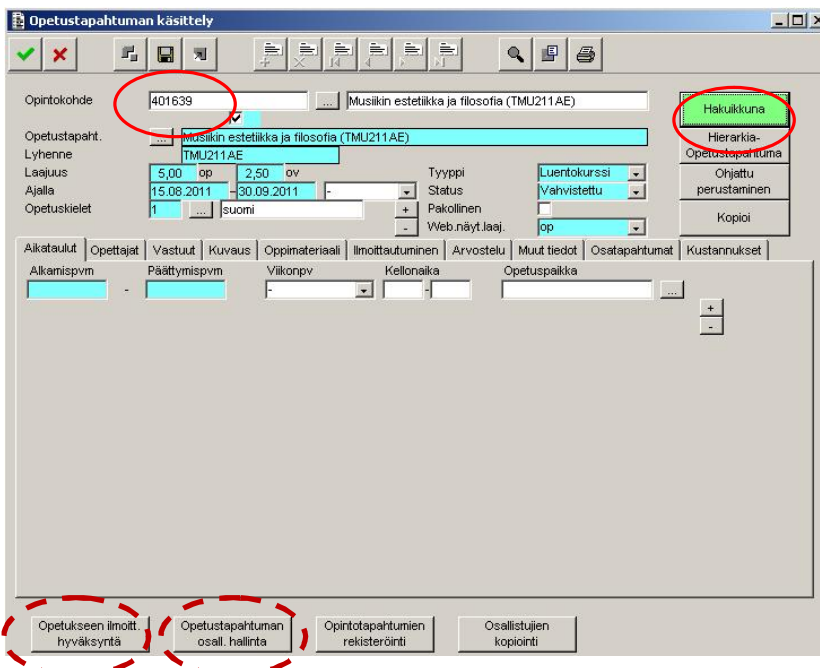 Opetustapahtuman käsittely
Opintokohde 401639 ... Musiikin estetiikka ja filosofia (TMU211AE)
Hakuikkuna
Opetustapaht. ... Musiikin estetiikka ja filosofia (TMU211AE)
Hierarkia-
Opetustapahtuma
Lyhenne TMU211AE
Laajuus 5,00 op 2,50 ov Tyyppi Luentokurssi
Ohjattu
perustaminen
Ajalla 15.08.2011 - 30.09.2011 - Status Vahvistettu
Opetuskielet 1 ... suomi + Pakollinen
- Web.näyt.laaj. op
Kopioi
Aikataulut Opettajat Vastuut Kuvaus Oppimateriaali Ilmoittautuminen Arvostelu Muut tiedot Osatapahtumat Kustannukset
Alkamispvm Päättymispvm Viikonpv Kellonaika Opetuspaikka
- - - ...
+
-
Opetukseen ilmoitt.
hyväksyntä
Opetustapahtuman
osall. hallinta
Opintotapahtumien
rekisteröinti
Osallistujien
kopiointi